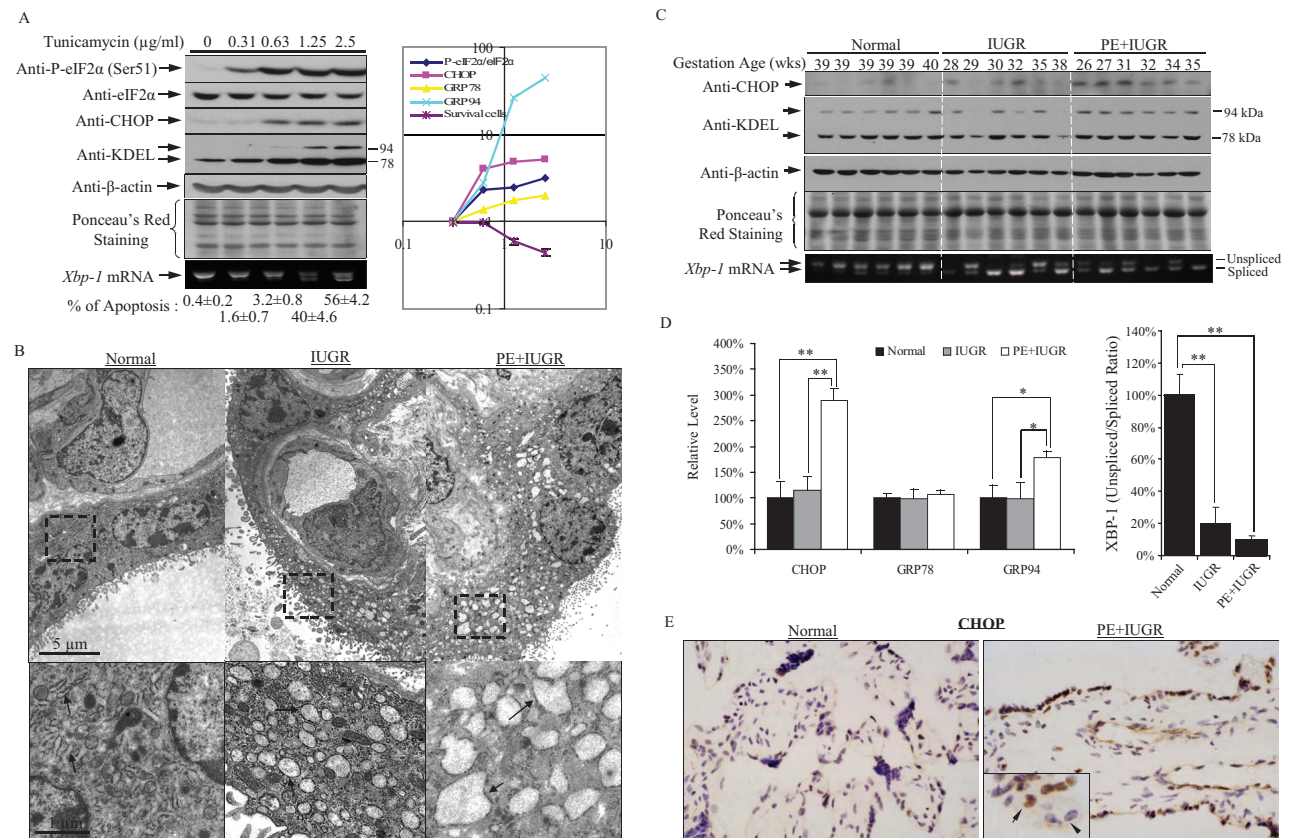 A
Tunicamycin (µg/ml) 0 0.31 0.63 1.25 2.5
Anti-P-eIF2α (Ser51)
Anti-eIF2α
Anti-CHOP
Anti-KDEL
94
78
Anti-β-actin
Ponceau's Red
Staining
Xbp-1 mRNA
% of Apoptosis : 0.4±0.2 3.2±0.8 56±4.2
1.6±0.7 40±4.6
100
P-eIF2α/eIF2α
CHOP
GRP78
GRP94
Survival cells
10
1
0.1 1 10
0.1
B
Normal IUGR PE+IUGR
5 µm
1 µm
C
Normal IUGR PE+IUGR
Gestation Age (wks) 39 39 39 39 39 40 28 29 30 32 35 38 26 27 31 32 34 35
Anti-CHOP
Anti-KDEL
94 kDa
78 kDa
Anti-β-actin
Ponceau's
Red Staining
Xbp-1 mRNA
Unspliced
Spliced
D
400%
350%
300%
250%
200%
150%
100%
50%
0%
Relative Level
Normal IUGR PE+IUGR
** ** * *
CHOP GRP78 GRP94
140%
120%
100%
80%
60%
40%
20%
0%
XBP-1 (Unspliced/Spliced Ratio)
** **
Normal IUGR PE+IUGR
E
CHOP
Normal PE+IUGR